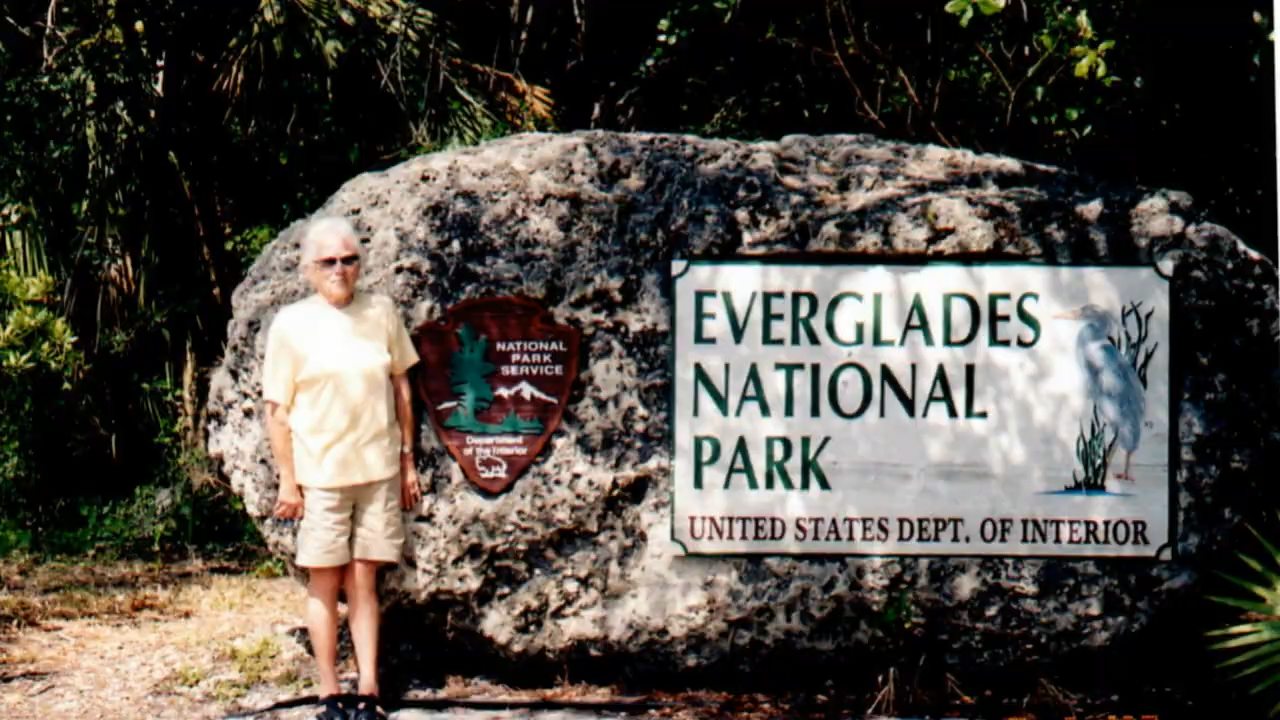 NATIONAL
PARK
SERVICE
Department
of the Interior
EVERGLADES
NATIONAL
PARK
UNITED STATES DEPT. OF INTERIOR